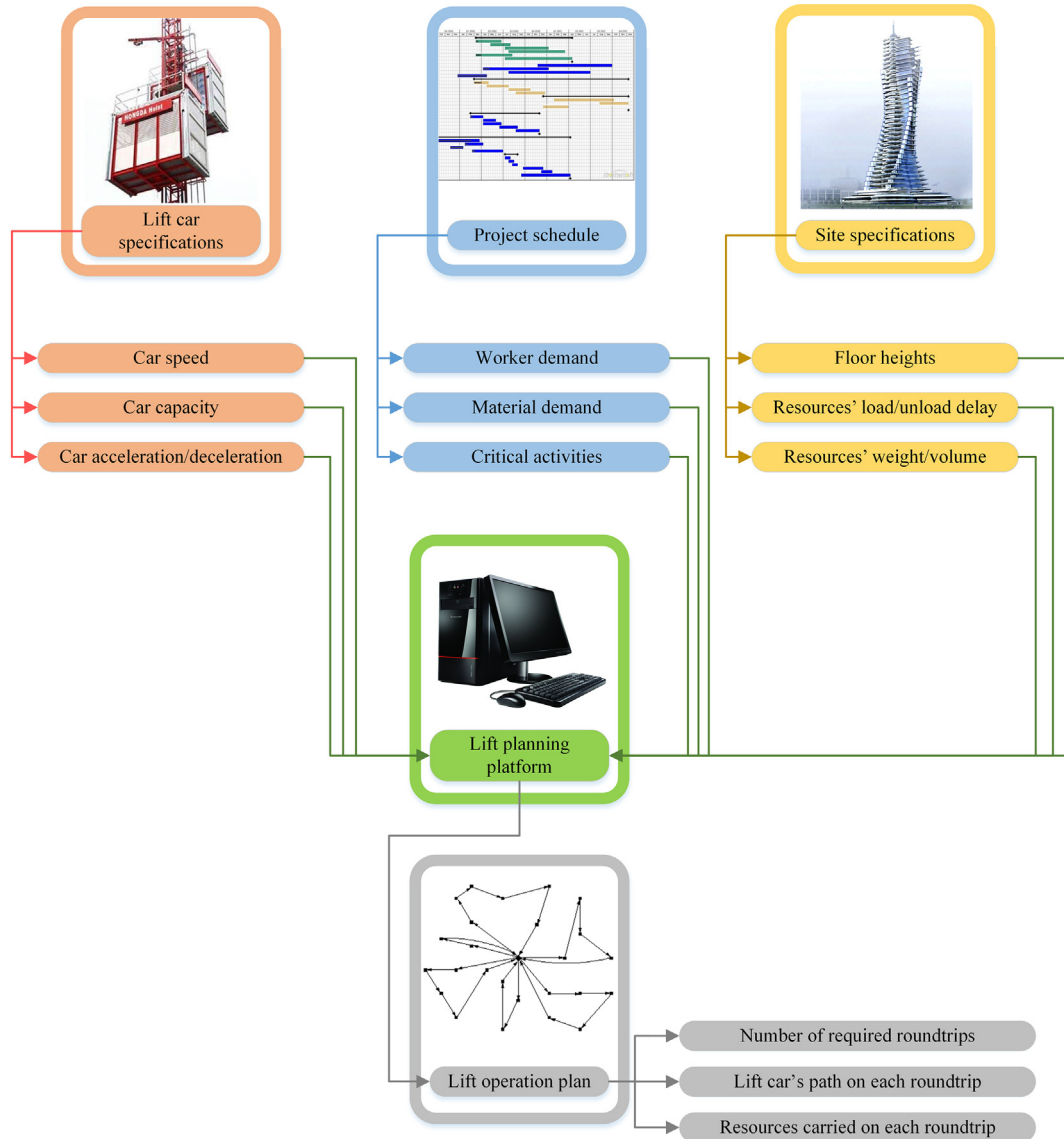 HONGDA Hoist
Lift car
specifications
Project schedule
Site specifications
Car speed
Worker demand
Floor heights
Car capacity
Material demand
Resources’ load/unload delay
Car acceleration/deceleration
Critical activities
Resources’ weight/volume
Lift planning
platform
Lift operation plan
Number of required roundtrips
Lift car’s path on each roundtrip
Resources carried on each roundtrip